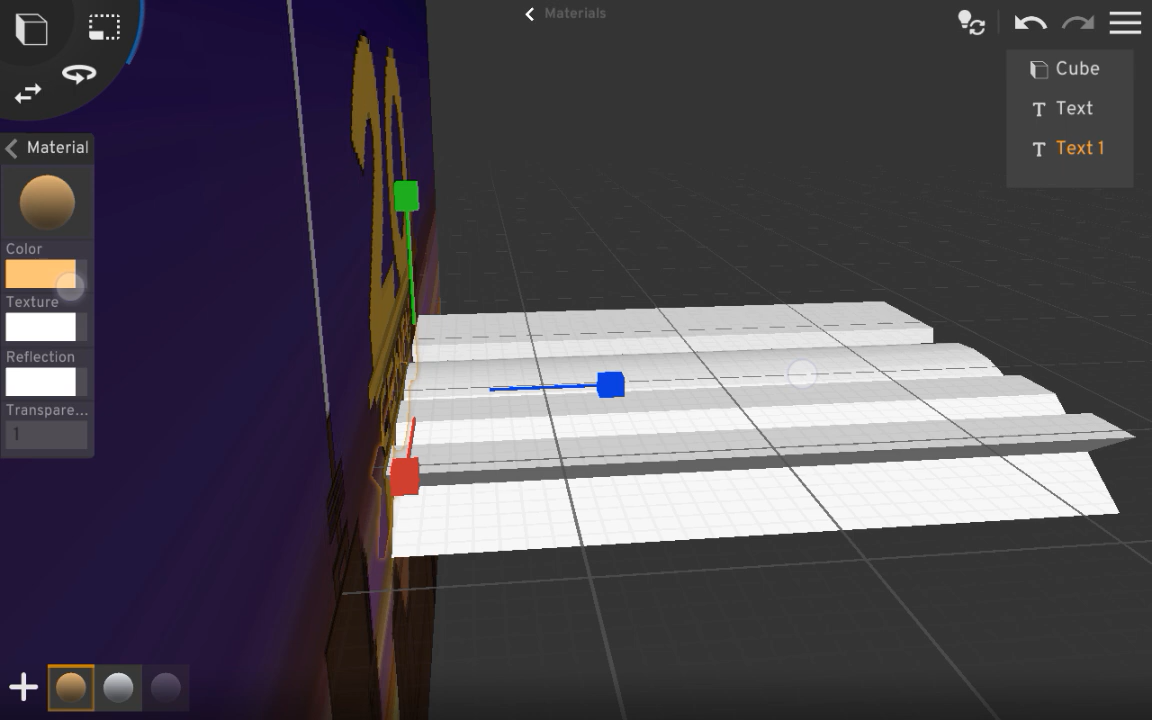 Materials
Cube
Text
Text 1
Material
Color
Texture
Reflection
Transpare...
1